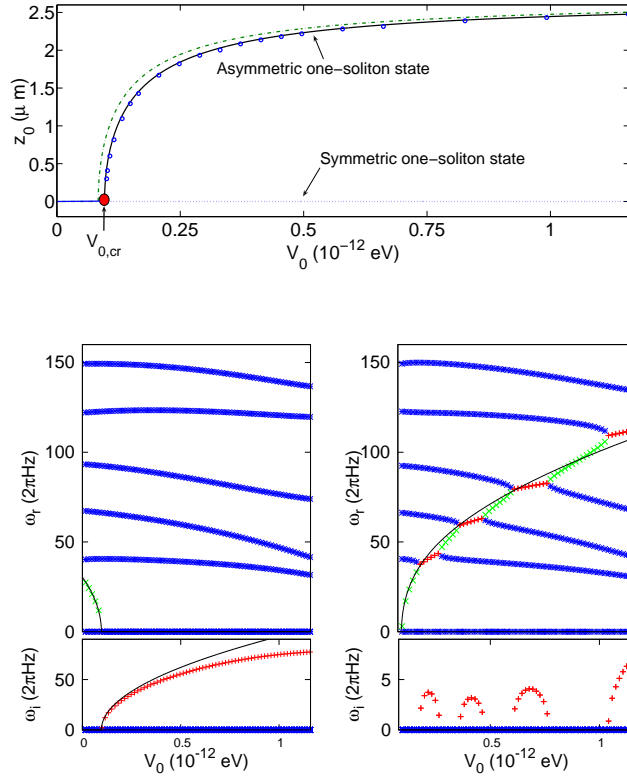 2.5
2
1.5
1
0.5
0
z0 (μ m)
Asymmetric one−soliton state
Symmetric one−soliton state
0
0.25
0.5
0.75
1
V0,cr
V0 (10−12 eV)
150
100
50
0
ωr (2πHz)
150
100
50
0
ωr (2πHz)
50
0
ωi (2πHz)
0
0.5
1
V0 (10−12 eV)
5
0
ωi (2πHz)
0.5
1
V0 (10−12 eV)